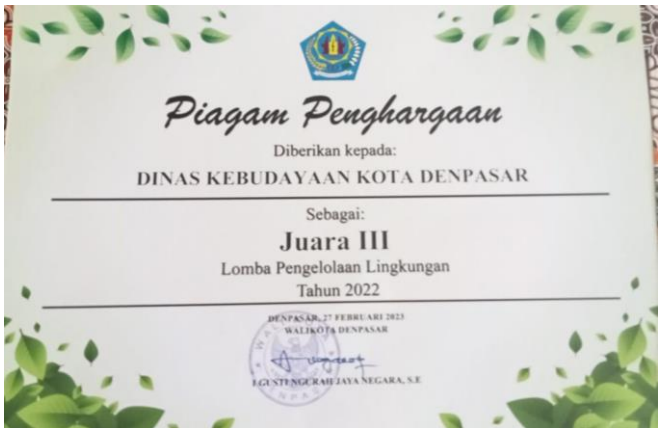 Piagam Penghargaan
Diberikan kepada:
DINAS KEBUDAYAAN KOTA DENPASAR
Sebagai:
Juara III
Lomba Pengelolaan Lingkungan
Tahun 2022
DENPASAR, 27 FEBRUARI 2023
WALIKOTA DENPASAR
I GUSTI NGURAH JAYA NEGARA, S.E